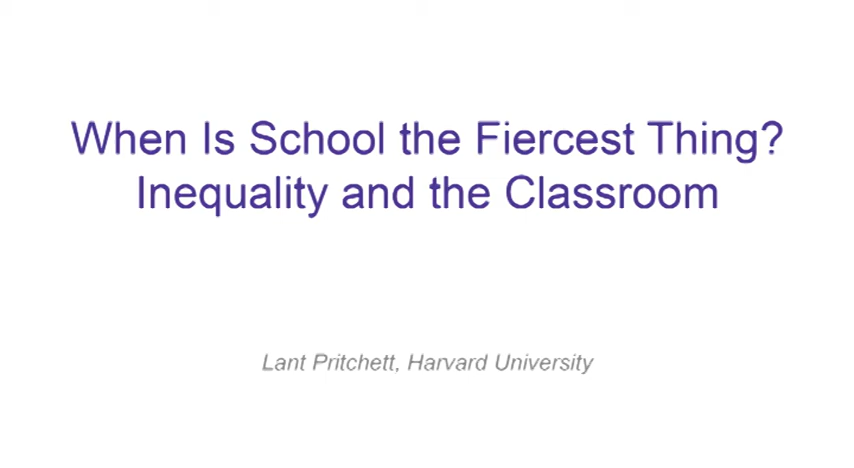 When Is School the Fiercest Thing?
Inequality and the Classroom
Lant Pritchett, Harvard University